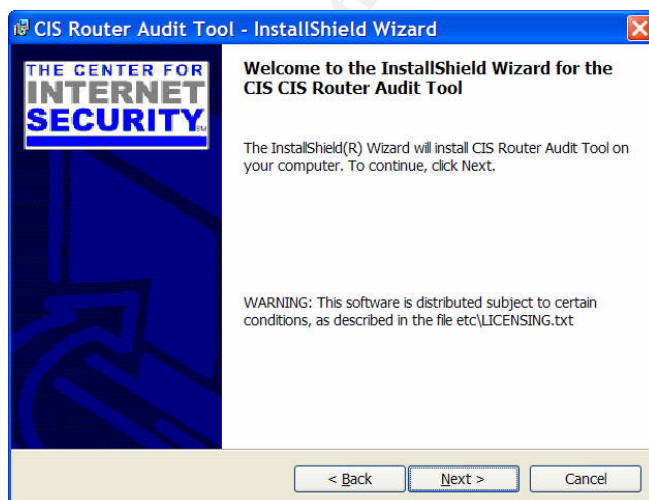 CIS Router Audit Tool - InstallShield Wizard
THE CENTER FOR
INTERNET
SECURITY
SM
Welcome to the InstallShield Wizard for the
CIS CIS Router Audit Tool
The InstallShield(R) Wizard will install CIS Router Audit Tool on
your computer. To continue, click Next.
WARNING: This software is distributed subject to certain
conditions, as described in the file etc\LICENSING.txt
< Back
Next >
Cancel